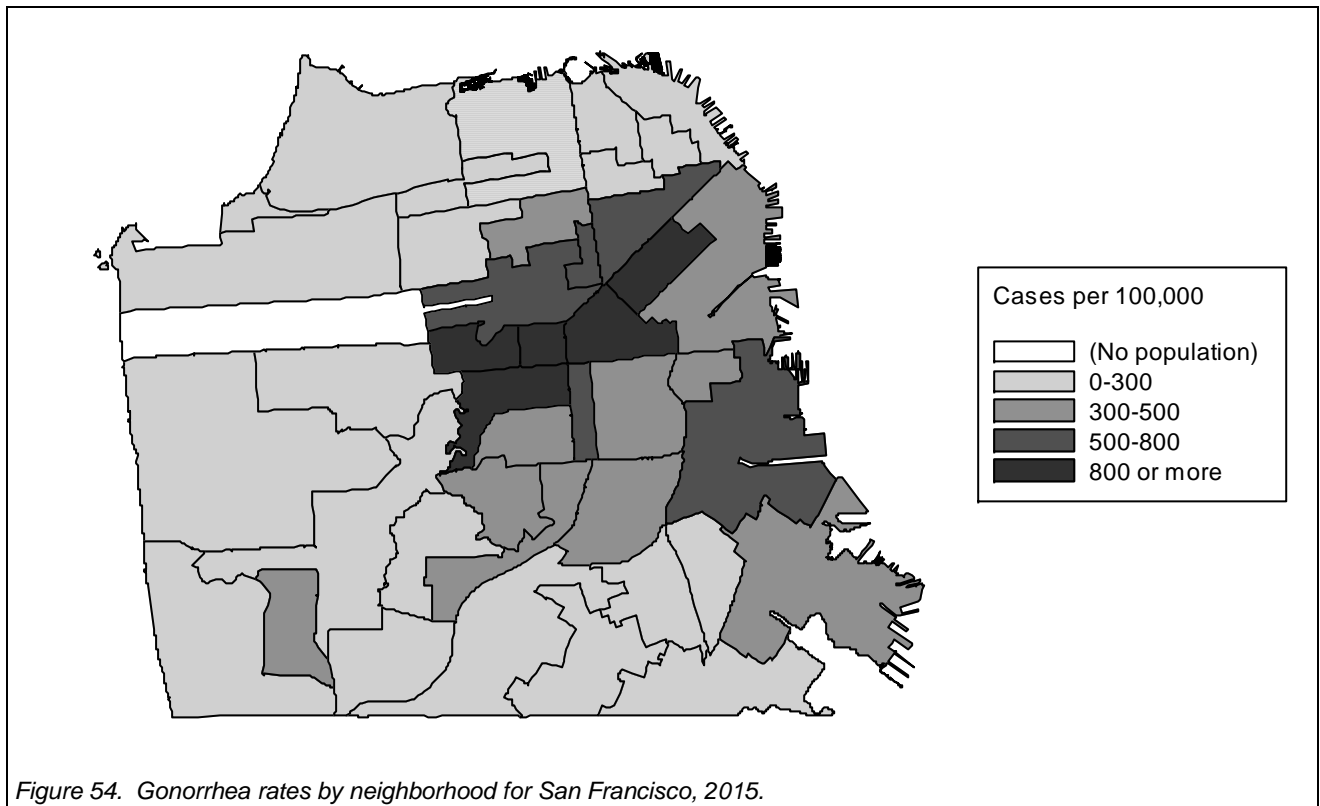 Cases per 100,000
(No population)
0-300
300-500
500-800
800 or more
Figure 54. Gonorrhea rates by neighborhood for San Francisco, 2015.